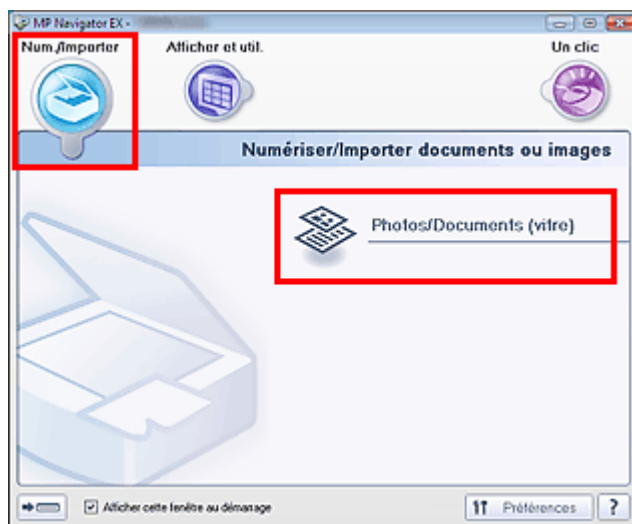 MP Navigator EX -
Num./Importer Afficher et util. Un clic
Numériser/Importer documents ou images
Photos/Documents (vitre)
Afficher cette fenêtre au démarrage Préférences ?